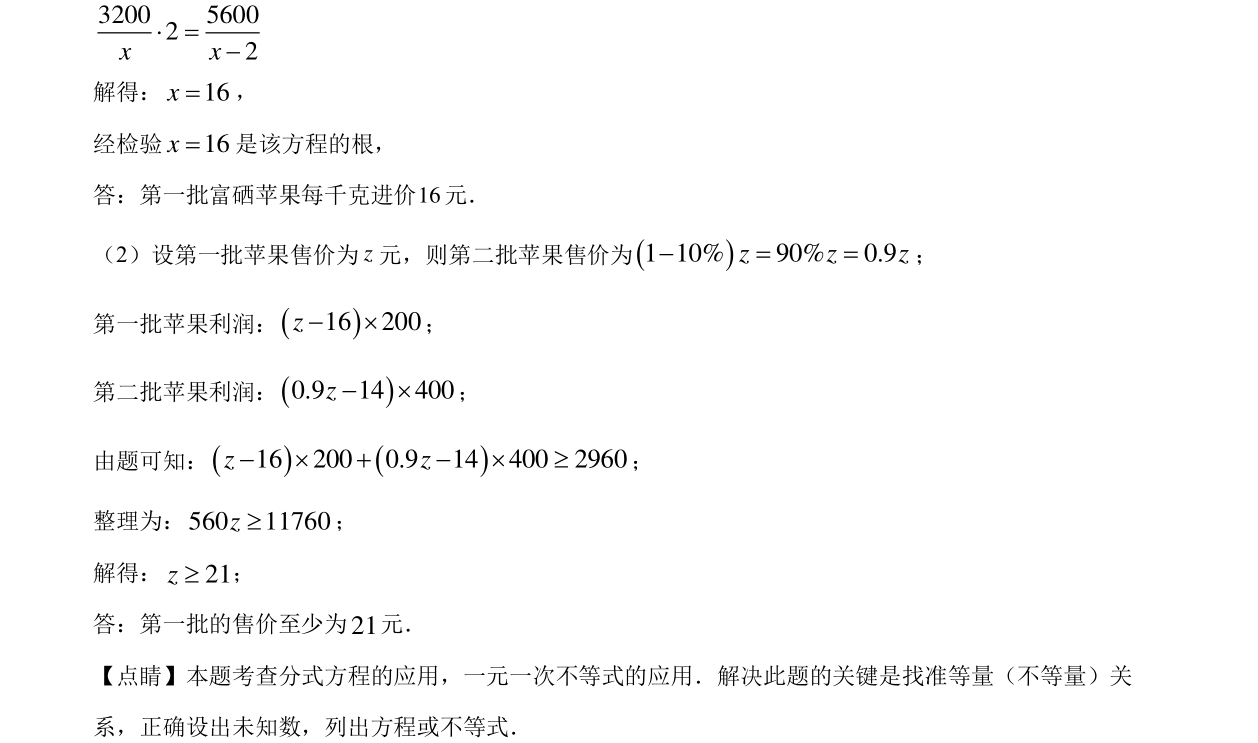 3200/x·2=5600/(x−2)
解得：x=16，
经检验x=16是该方程的根，
答：第一批富硒苹果每千克进价16元．
（2）设第一批苹果售价为z元，则第二批苹果售价为(1−10%)z=90%z=0.9z；
第一批苹果利润：(z−16)×200；
第二批苹果利润：(0.9z−14)×400；
由题可知：(z−16)×200+(0.9z−14)×400≥2960；
整理为：560z≥11760；
解得：z≥21；
答：第一批的售价至少为21元．
【点睛】本题考查分式方程的应用，一元一次不等式的应用．解决此题的关键是找准等量（不等量）关
系，正确设出未知数，列出方程或不等式．